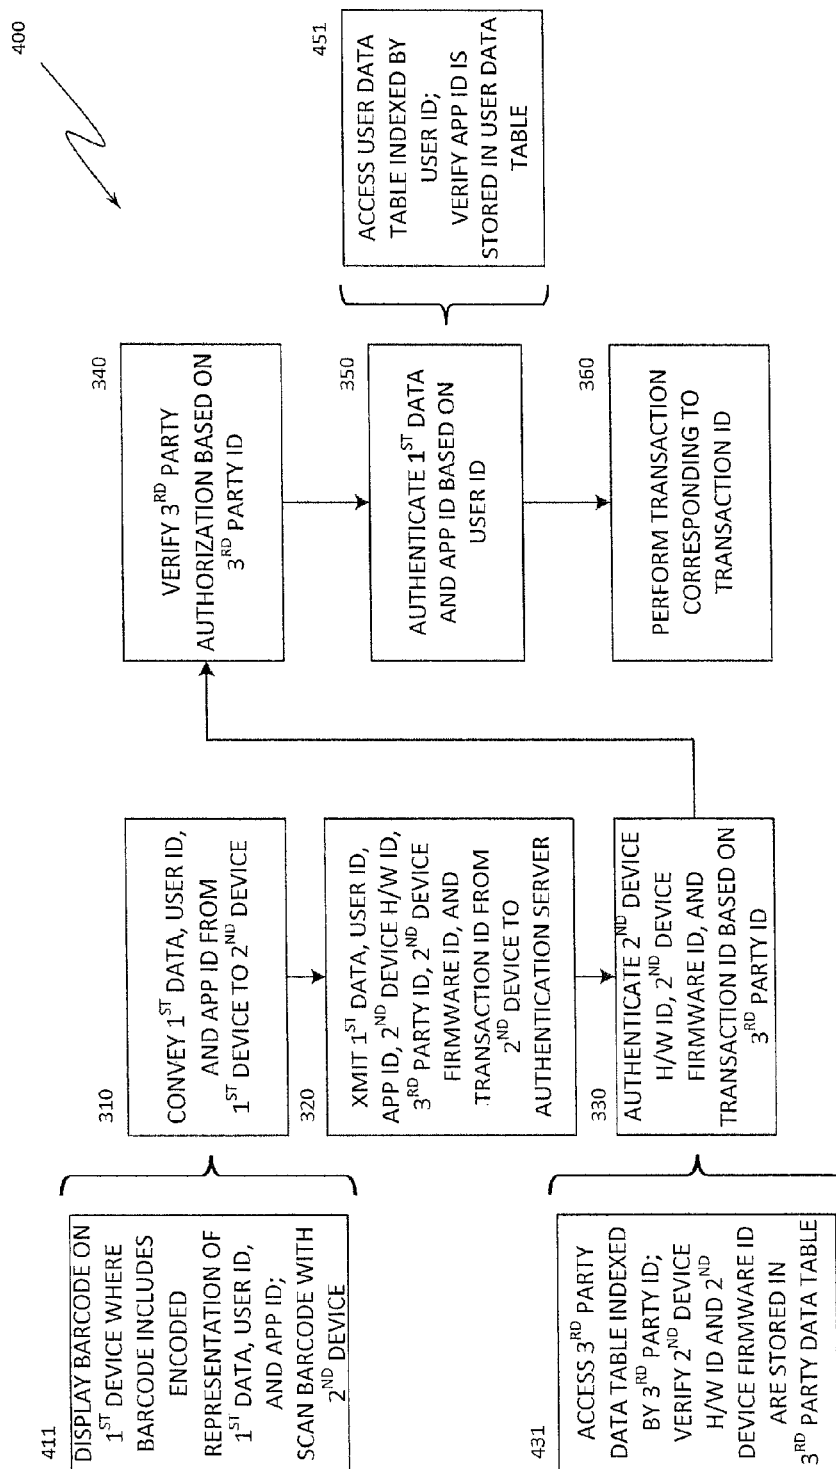 400
411
DISPLAY BARCODE ON
1ST DEVICE WHERE
BARCODE INCLUDES
ENCODED
REPRESENTATION OF
1ST DATA, USER ID,
AND APP ID;
SCAN BARCODE WITH
2ND DEVICE
310
CONVEY 1ST DATA, USER ID,
AND APP ID FROM
1ST DEVICE TO 2ND DEVICE
320
XMIT 1ST DATA, USER ID,
APP ID, 2ND DEVICE H/W ID,
3RD PARTY ID, 2ND DEVICE
FIRMWARE ID, AND
TRANSACTION ID FROM
2ND DEVICE TO
AUTHENTICATION SERVER
431
ACCESS 3RD PARTY
DATA TABLE INDEXED
BY 3RD PARTY ID;
VERIFY 2ND DEVICE
H/W ID AND 2ND
DEVICE FIRMWARE ID
ARE STORED IN
3RD PARTY DATA TABLE
330
AUTHENTICATE 2ND DEVICE
H/W ID, 2ND DEVICE
FIRMWARE ID, AND
TRANSACTION ID BASED ON
3RD PARTY ID
340
VERIFY 3RD PARTY
AUTHORIZATION BASED ON
3RD PARTY ID
350
AUTHENTICATE 1ST DATA
AND APP ID BASED ON
USER ID
451
ACCESS USER DATA
TABLE INDEXED BY
USER ID;
VERIFY APP ID IS
STORED IN USER DATA
TABLE
360
PERFORM TRANSACTION
CORRESPONDING TO
TRANSACTION ID